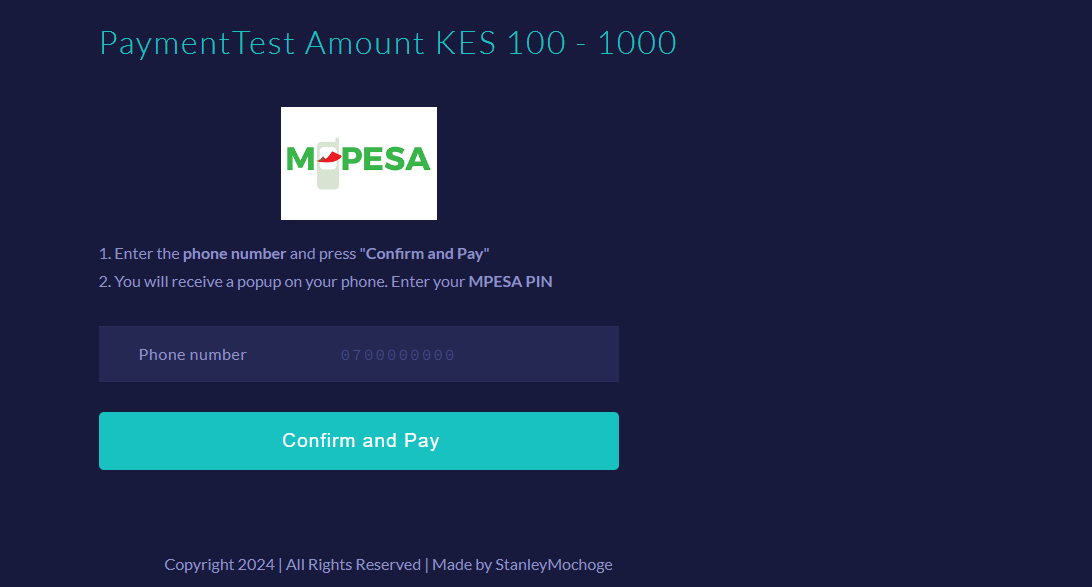 PaymentTest Amount KES 100 - 1000
M PESA
1. Enter the phone number and press "Confirm and Pay"
2. You will receive a popup on your phone. Enter your MPESA PIN
Phone number 0700000000
Confirm and Pay
Copyright 2024 | All Rights Reserved | Made by StanleyMochoge